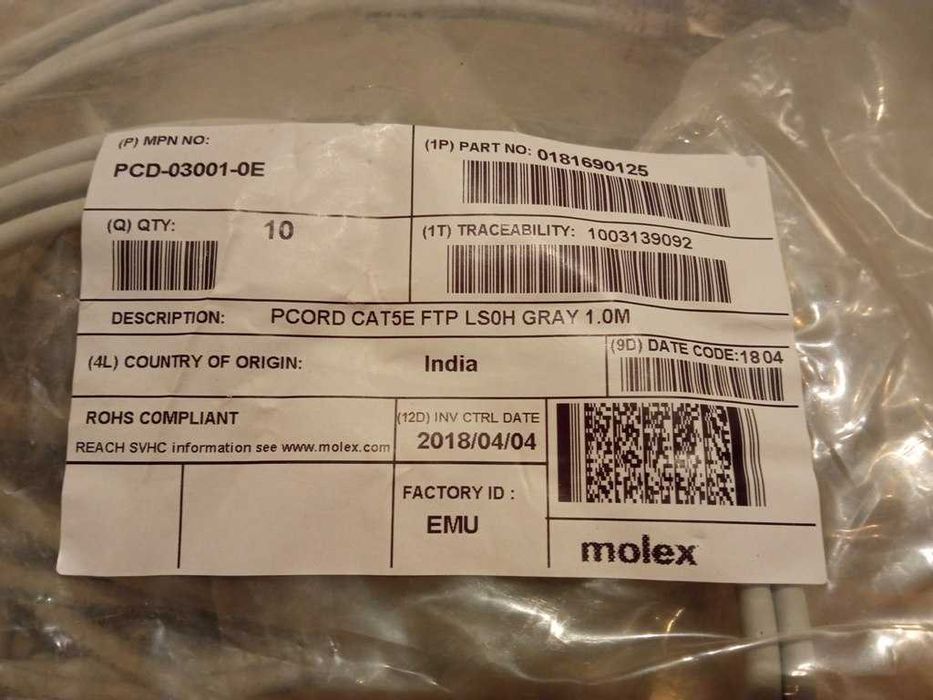 (P) MPN NO:
PCD-03001-0E
(1P) PART NO: 0181690125
(Q) QTY: 10
(1T) TRACEABILITY: 1003139092
DESCRIPTION: PCORD CAT5E FTP LS0H GRAY 1.0M
(4L) COUNTRY OF ORIGIN: India
(9D) DATE CODE:1804
ROHS COMPLIANT
REACH SVHC information see www.molex.com
(12D) INV CTRL DATE
2018/04/04
FACTORY ID :
EMU
molex